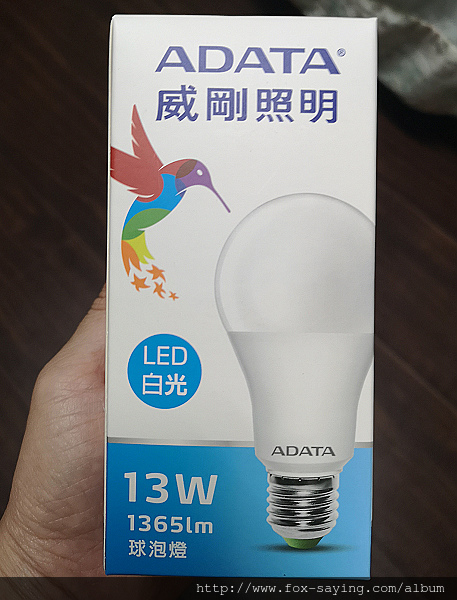 ADATA®
威剛照明
LED
白光
ADATA
13W
1365lm
球泡燈
http://www.fox-saying.com/album